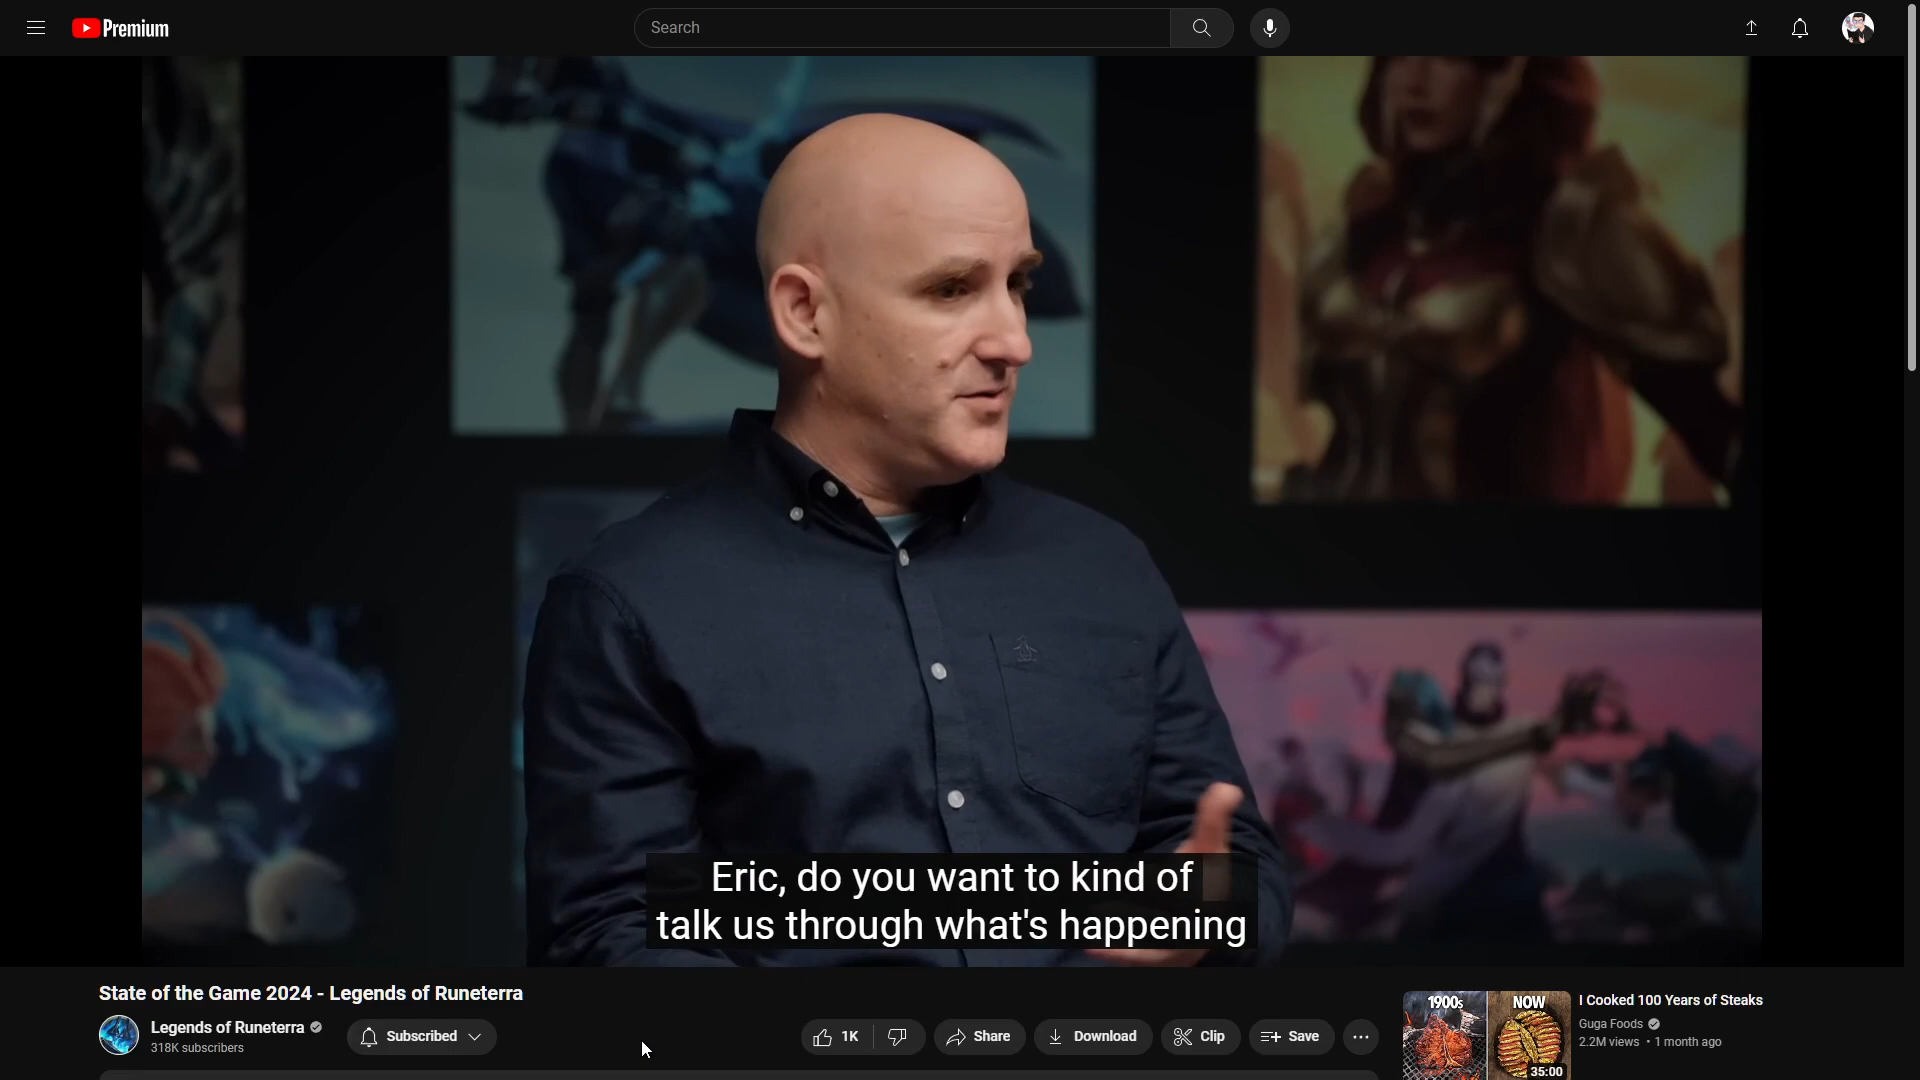 Premium
Search
Eric, do you want to kind of
talk us through what's happening
State of the Game 2024 - Legends of Runeterra
Legends of Runeterra
318K subscribers
Subscribed
1K
Share
Download
Clip
Save
1900s
NOW
35:00
I Cooked 100 Years of Steaks
Guga Foods
2.2M views • 1 month ago